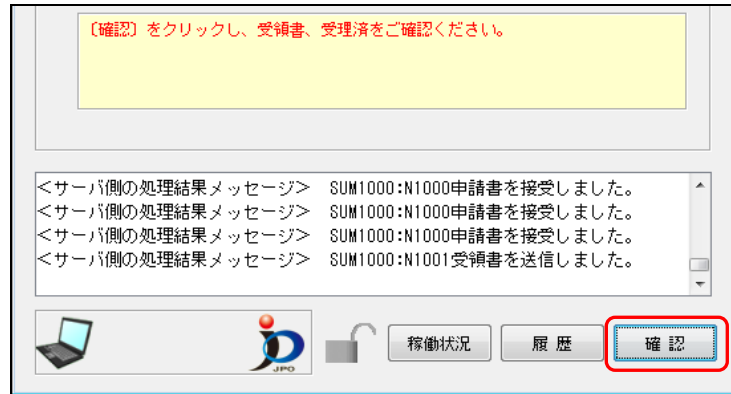 〔確認〕をクリックし、受領書、受理済をご確認ください。
＜サーバ側の処理結果メッセージ＞　SUM1000:N1000申請書を接受しました。
＜サーバ側の処理結果メッセージ＞　SUM1000:N1000申請書を接受しました。
＜サーバ側の処理結果メッセージ＞　SUM1000:N1000申請書を接受しました。
＜サーバ側の処理結果メッセージ＞　SUM1000:N1001受領書を送信しました。
JPO
稼働状況
履 歴
確 認